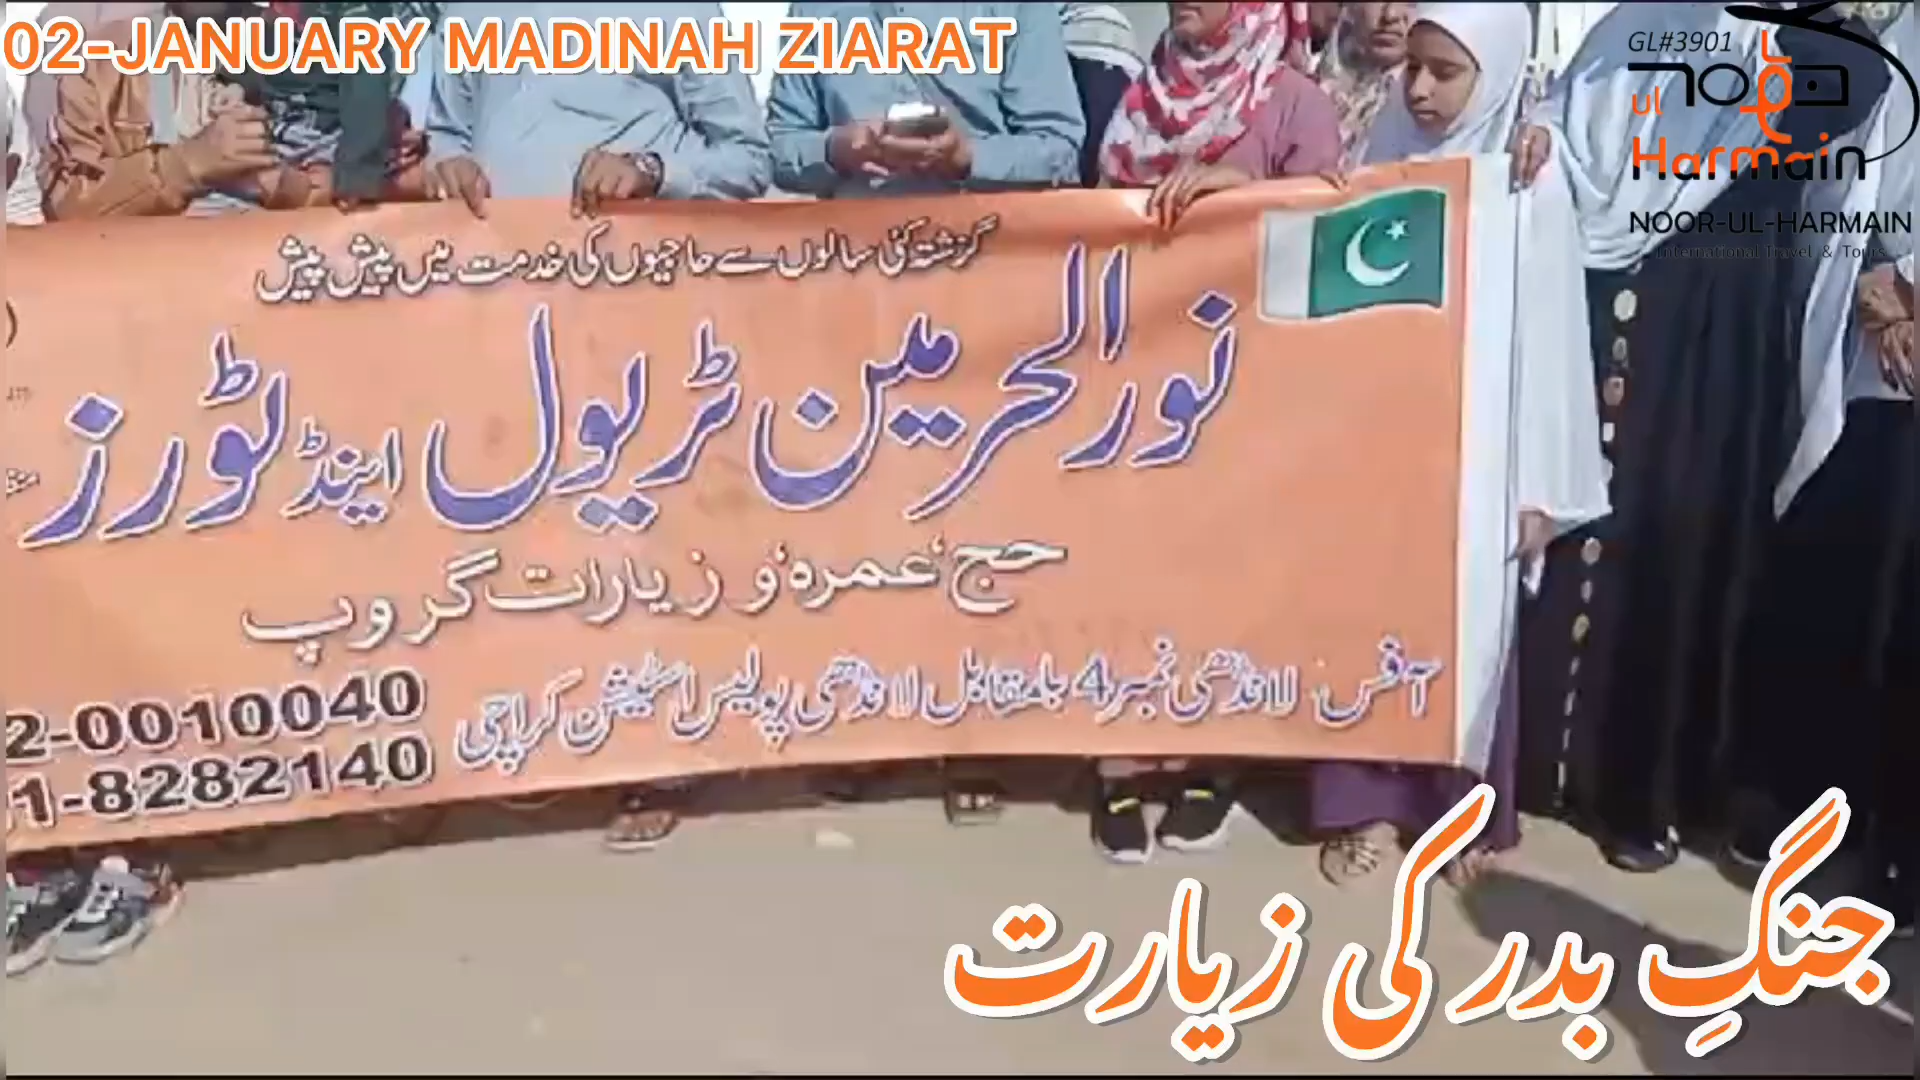 02-JANUARY MADINAH ZIARAT
GL#3901
نور
ul
Harmain
NOOR-UL-HARMAIN
International Travel & Tours
گزشتہ کئی سالوں سے حاجیوں کی خدمت میں پیش پیش
نورالحرمین ٹریول اینڈ ٹورز
حج، عمرہ، و زیارات گروپ
آفس: لانڈھی نمبر 4 بامقابل لانڈھی پولیس اسٹیشن کراچی
2-0010040
1-8282140
جنگِ بدر کی زیارت